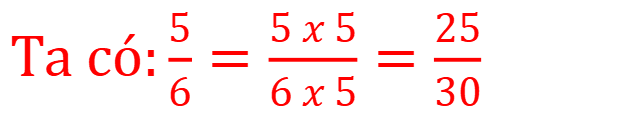 Ta có: 5/6 = (5 x 5)/(6 x 5) = 25/30